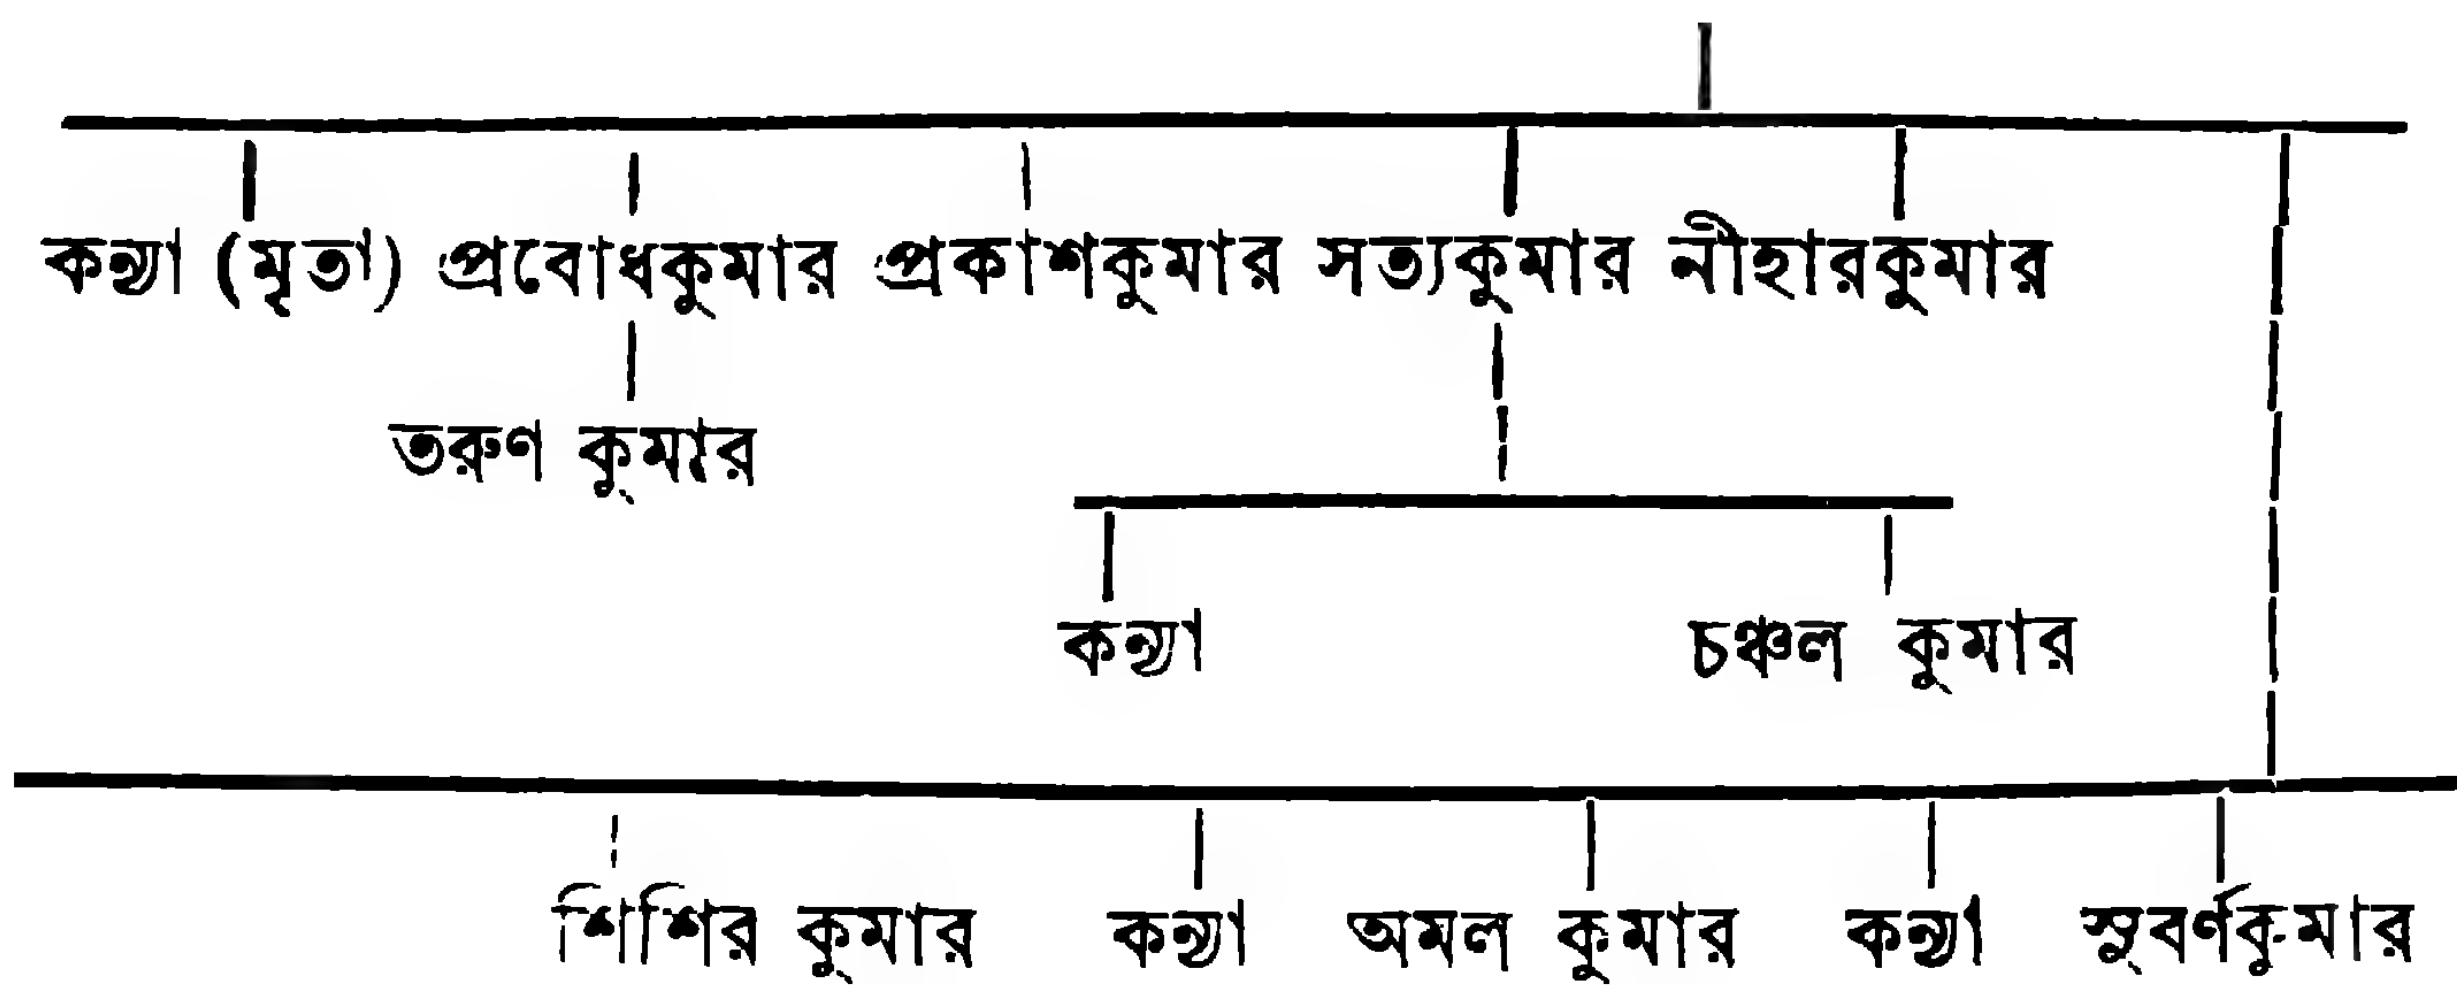 কন্যা (মৃতা) প্রবোধকুমার প্রকাশকুমার সত্যকুমার নীহারকুমার
তরুণ কুমার
কন্যা চঞ্চল কুমার
শিশির কুমার কন্যা অমল কুমার কন্যা সুবর্ণকুমার